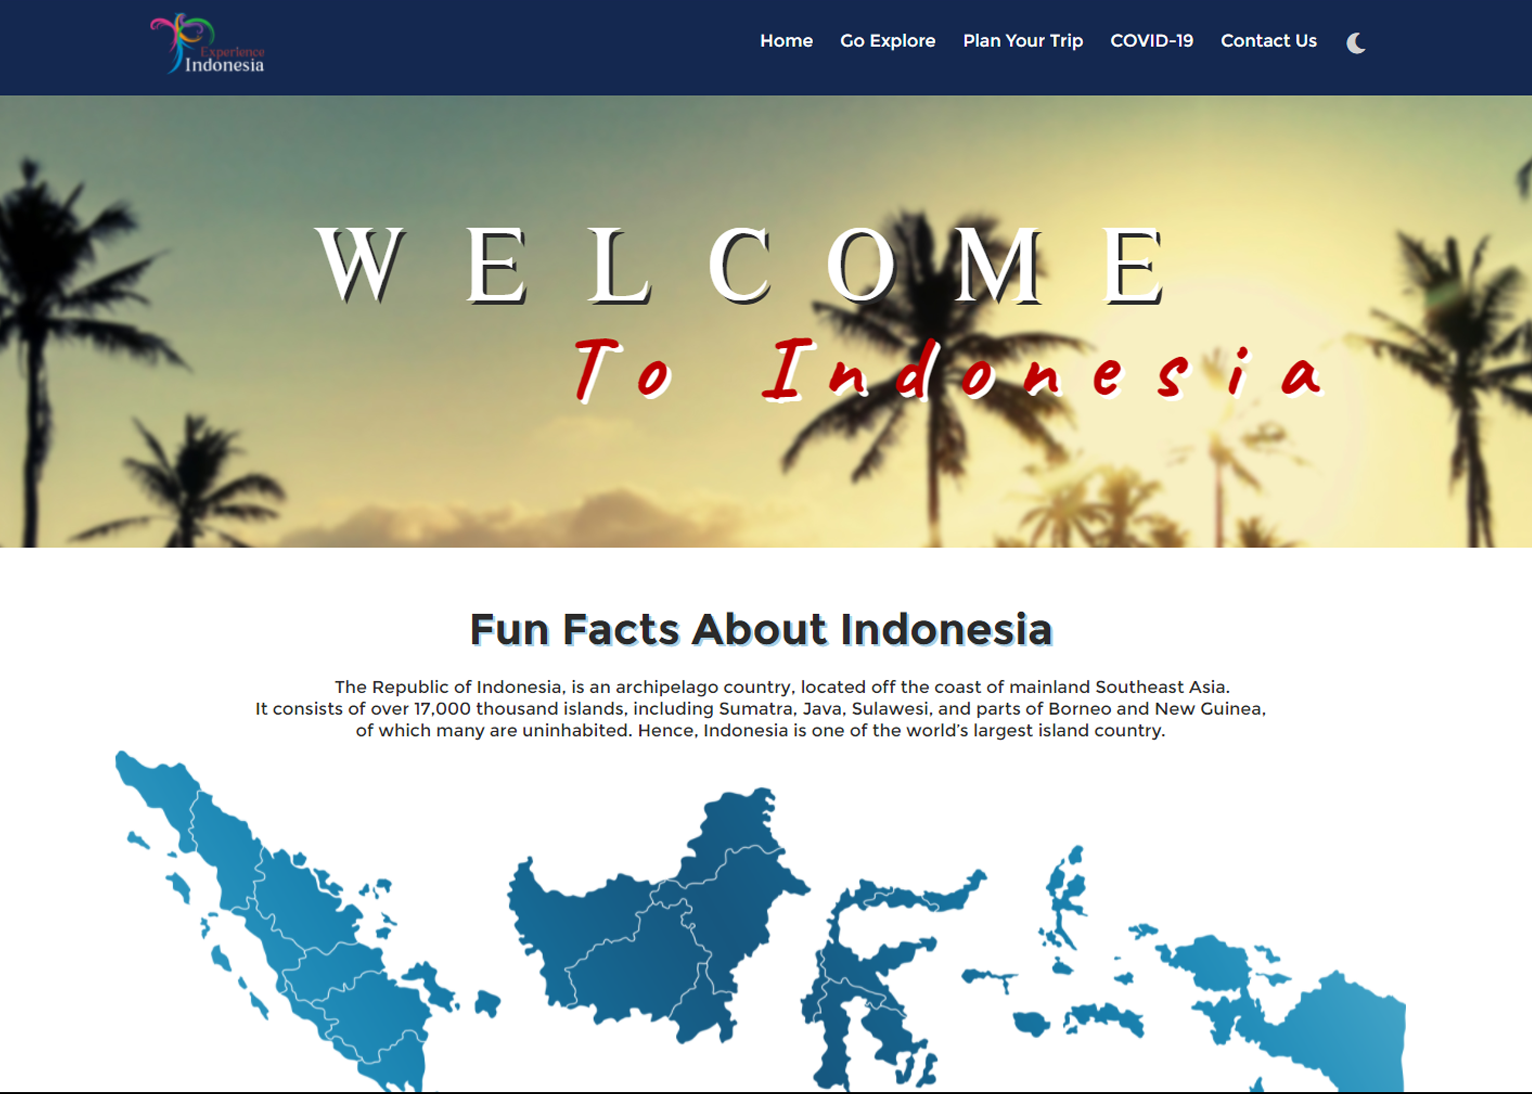 Experience
Indonesia
Home Go Explore Plan Your Trip COVID-19 Contact Us
WELCOME
To Indonesia
Fun Facts About Indonesia
The Republic of Indonesia, is an archipelago country, located off the coast of mainland Southeast Asia.
It consists of over 17,000 thousand islands, including Sumatra, Java, Sulawesi, and parts of Borneo and New Guinea,
of which many are uninhabited. Hence, Indonesia is one of the world’s largest island country.